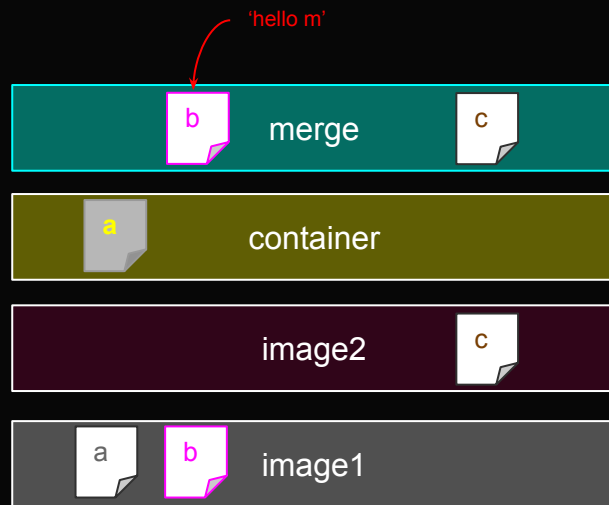 ‘hello m’
b merge c
a container
image2 c
a b image1